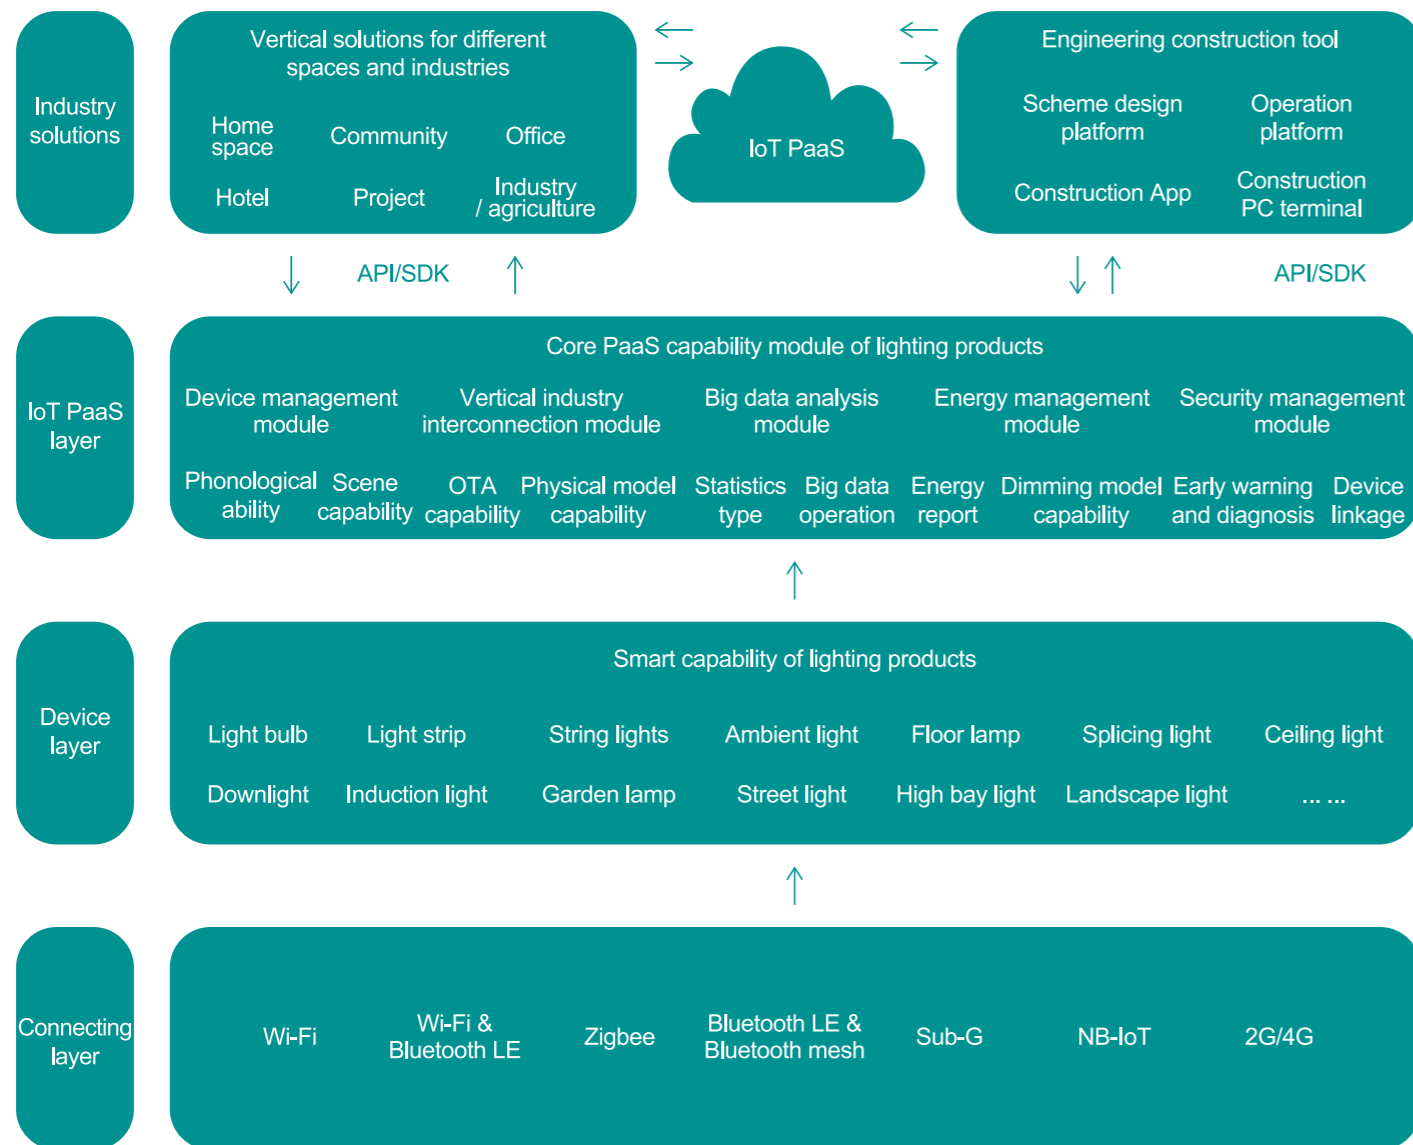 Industry
solutions
Vertical solutions for different
spaces and industries
Home
space
Community
Office
Hotel
Project
Industry
/ agriculture
IoT PaaS
Engineering construction tool
Scheme design
platform
Operation
platform
Construction App
Construction
PC terminal
API/SDK
API/SDK
IoT PaaS
layer
Core PaaS capability module of lighting products
Device management
module
Vertical industry
interconnection module
Big data analysis
module
Energy management
module
Security management
module
Phonological
ability
Scene
capability
OTA
capability
Physical model
capability
Statistics
type
Big data
operation
Energy
report
Dimming model
capability
Early warning
and diagnosis
Device
linkage
Device
layer
Smart capability of lighting products
Light bulb
Light strip
String lights
Ambient light
Floor lamp
Splicing light
Ceiling light
Downlight
Induction light
Garden lamp
Street light
High bay light
Landscape light
... ...
Connecting
layer
Wi-Fi
Wi-Fi &
Bluetooth LE
Zigbee
Bluetooth LE &
Bluetooth mesh
Sub-G
NB-IoT
2G/4G